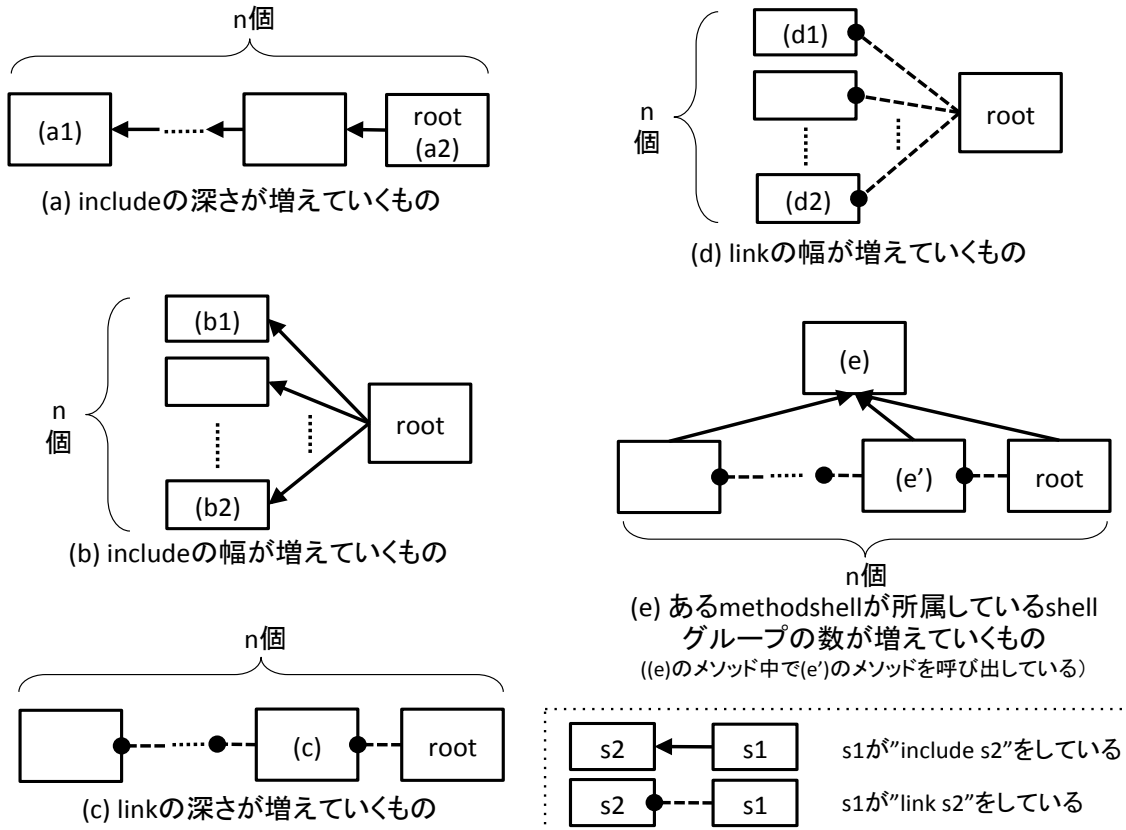 n個
(a1)
root
(a2)
(a) includeの深さが増えていくもの
n
個
(b1)
root
(b2)
(b) includeの幅が増えていくもの
n個
(c)
root
(c) linkの深さが増えていくもの
n
個
(d1)
root
(d2)
(d) linkの幅が増えていくもの
(e)
(e’)
root
n個
(e) あるmethodshellが所属しているshell
グループの数が増えていくもの
((e)のメソッド中で(e’)のメソッドを呼び出している）
s2
s1
s1が”include s2”をしている
s2
s1
s1が”link s2”をしている